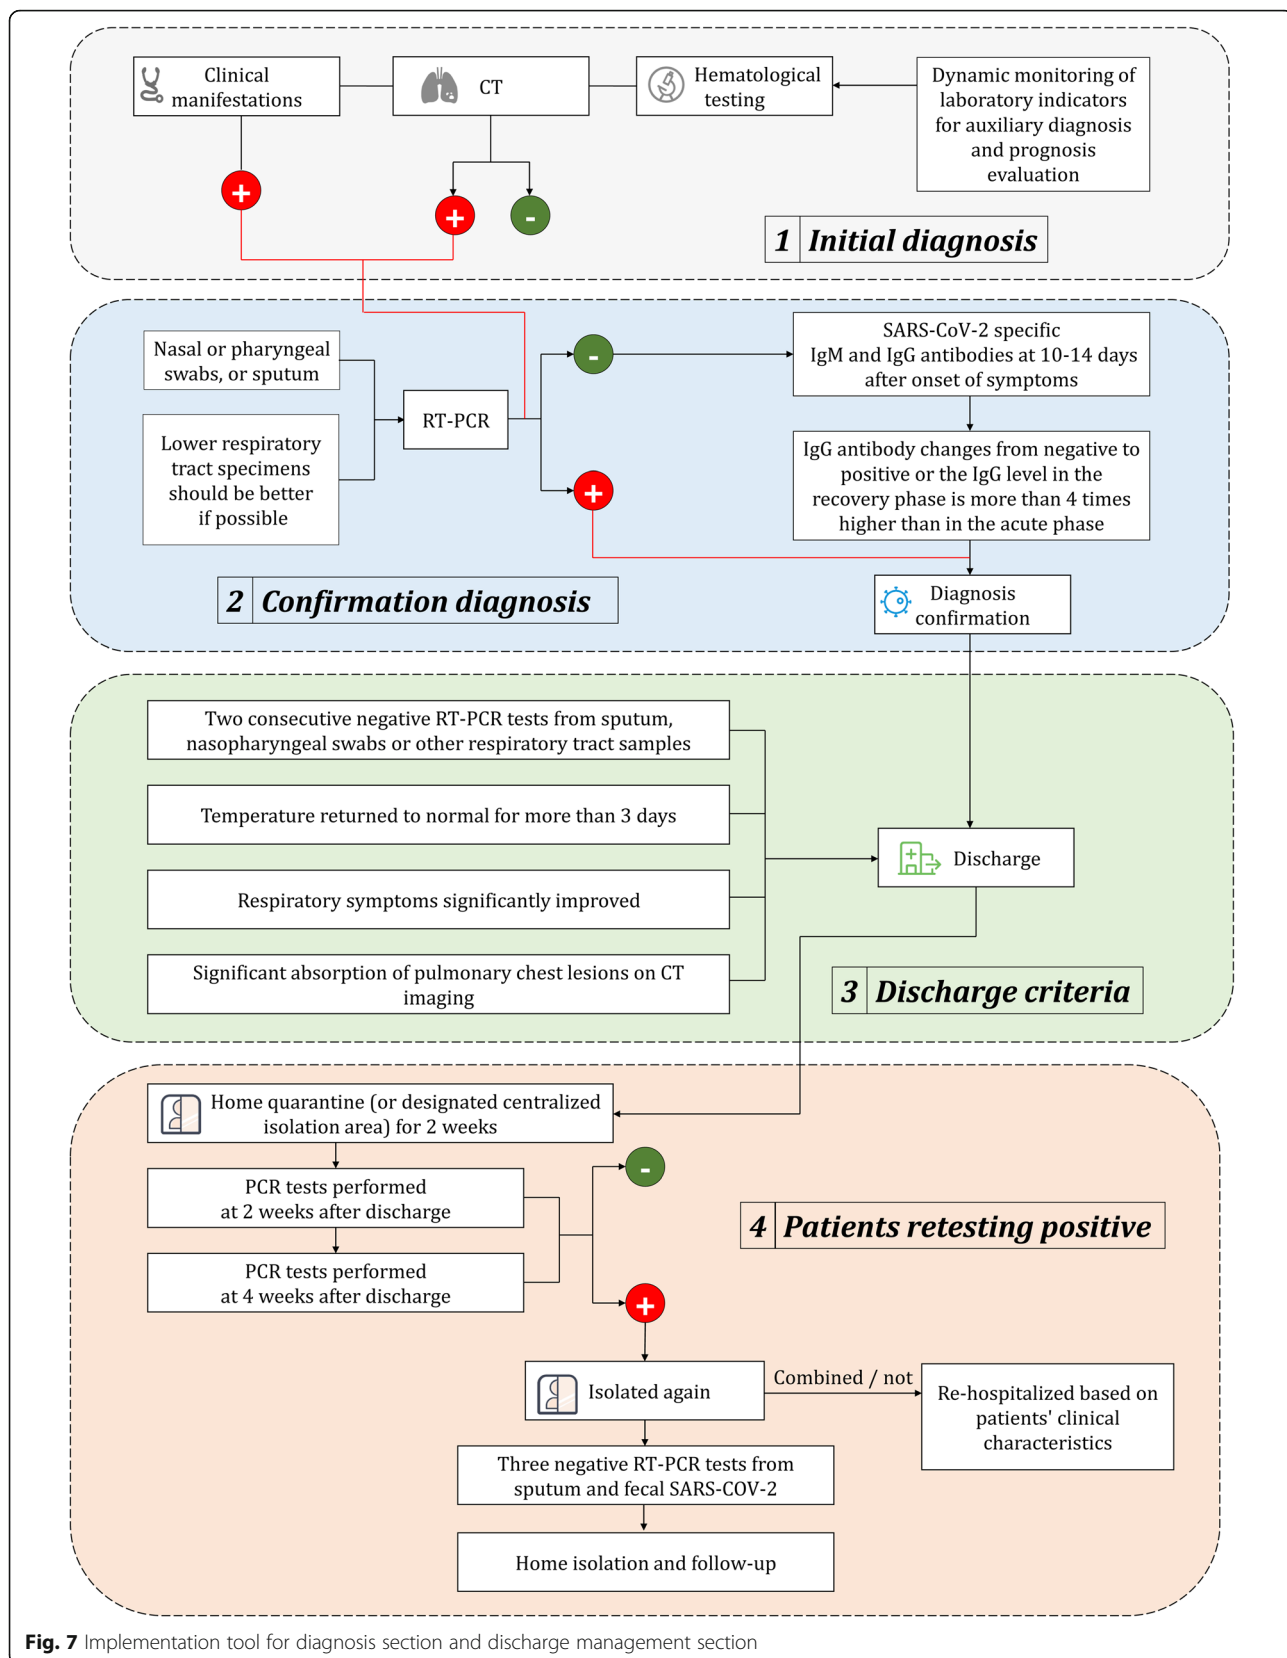 Clinical
manifestations
CT
Hematological
testing
Dynamic monitoring of
laboratory indicators
for auxiliary diagnosis
and prognosis
evaluation
+
+
-
1 Initial diagnosis
Nasal or pharyngeal
swabs, or sputum
Lower respiratory
tract specimens
should be better
if possible
RT-PCR
-
+
SARS-CoV-2 specific
IgM and IgG antibodies at 10-14 days
after onset of symptoms
IgG antibody changes from negative to
positive or the IgG level in the
recovery phase is more than 4 times
higher than in the acute phase
2 Confirmation diagnosis
Diagnosis
confirmation
Two consecutive negative RT-PCR tests from sputum,
nasopharyngeal swabs or other respiratory tract samples
Temperature returned to normal for more than 3 days
Respiratory symptoms significantly improved
Significant absorption of pulmonary chest lesions on CT
imaging
Discharge
3 Discharge criteria
Home quarantine (or designated centralized
isolation area) for 2 weeks
PCR tests performed
at 2 weeks after discharge
PCR tests performed
at 4 weeks after discharge
-
+
4 Patients retesting positive
Isolated again
Combined / not
Re-hospitalized based on
patients' clinical
characteristics
Three negative RT-PCR tests from
sputum and fecal SARS-COV-2
Home isolation and follow-up
Fig. 7 Implementation tool for diagnosis section and discharge management section